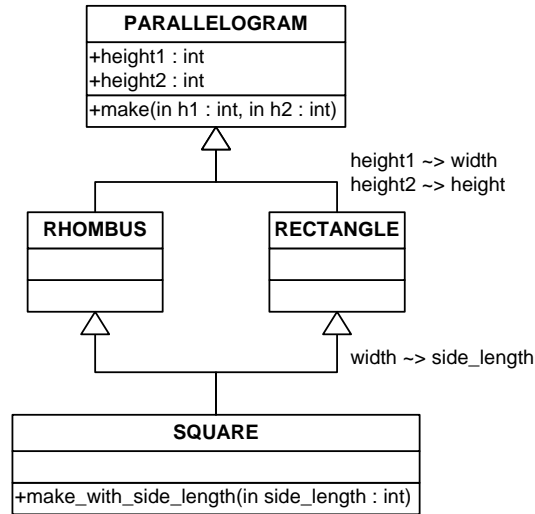 PARALLELOGRAM
+height1 : int
+height2 : int
+make(in h1 : int, in h2 : int)
height1 ~> width
height2 ~> height
RHOMBUS
RECTANGLE
width ~> side_length
SQUARE
+make_with_side_length(in side_length : int)